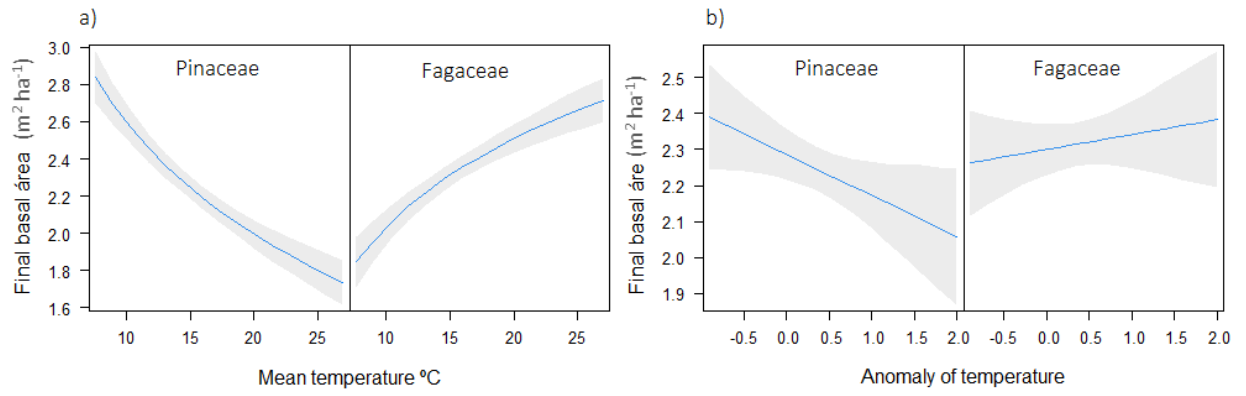 a)
Pinaceae
Fagaceae
Final basal área (m² ha⁻¹)
3.0
2.8
2.6
2.4
2.2
2.0
1.8
1.6
10 15 20 25 10 15 20 25
Mean temperature ºC
b)
Pinaceae
Fagaceae
Final basal áre (m² ha⁻¹)
2.5
2.4
2.3
2.2
2.1
2.0
1.9
-0.5 0.0 0.5 1.0 1.5 2.0 -0.5 0.0 0.5 1.0 1.5 2.0
Anomaly of temperature